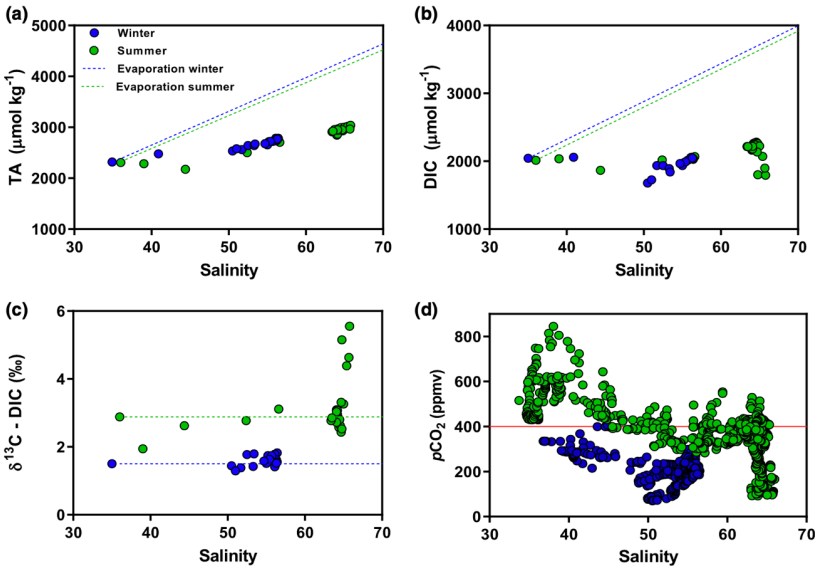 (a)
5000
4000
3000
2000
1000
TA (μmol kg⁻¹)
Winter
Summer
Evaporation winter
Evaporation summer
30 40 50 60 70
Salinity
(b)
4000
3000
2000
1000
DIC (μmol kg⁻¹)
30 40 50 60 70
Salinity
(c)
6
4
2
0
δ¹³C - DIC (‰)
30 40 50 60 70
Salinity
(d)
800
600
400
200
0
pCO₂ (ppmv)
30 40 50 60 70
Salinity